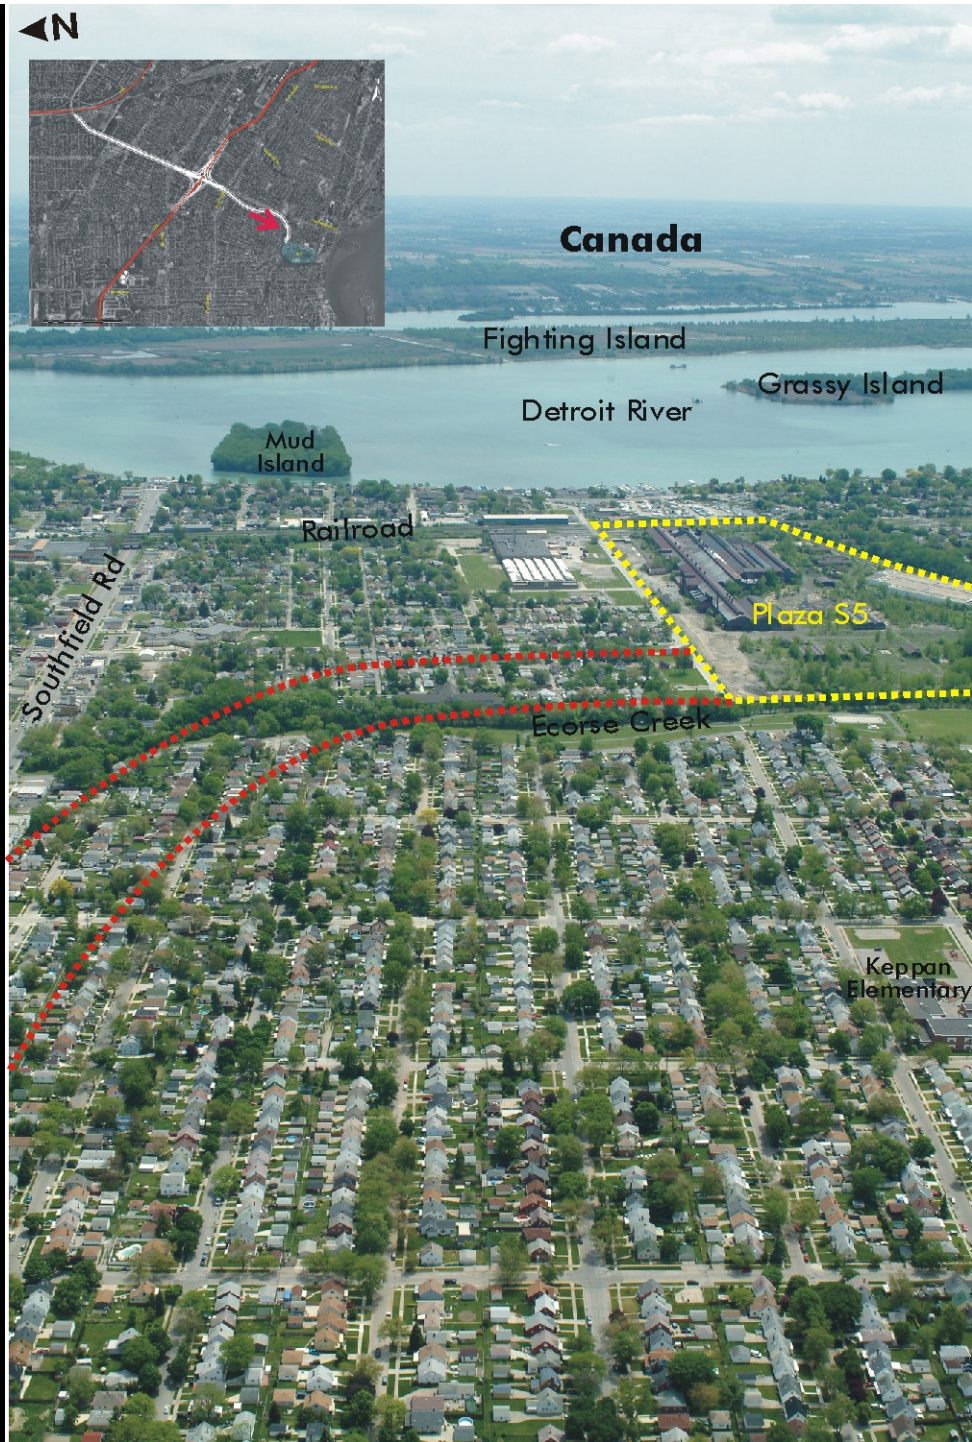 N
Canada
Fighting Island
Grassy Island
Detroit River
Mud
Island
Railroad
Southfield Rd
Plaza S5
Ecorse Creek
Keppan
Elementary